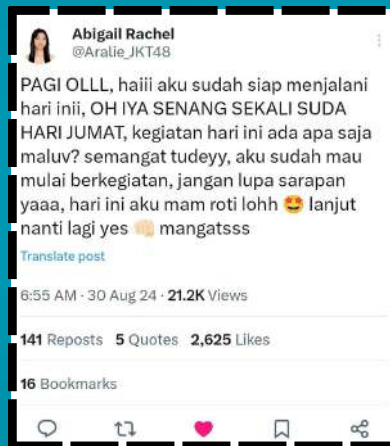 Abigail Rachel
@Aralie_JKT48
PAGI OLLL, haiii aku sudah siap menjalani
hari inii, OH IYA SENANG SEKALI SUDA
HARI JUMAT, kegiatan hari ini ada apa saja
maluv? semangat tudeyy, aku sudah mau
mulai berkegiatan, jangan lupa sarapan
yaaa, hari ini aku mam roti lohh 🤩 lanjut
nanti lagi yes 👊🏻 mangatsss
Translate post
6:55 AM · 30 Aug 24 · 21.2K Views
141 Reposts 5 Quotes 2,625 Likes
16 Bookmarks